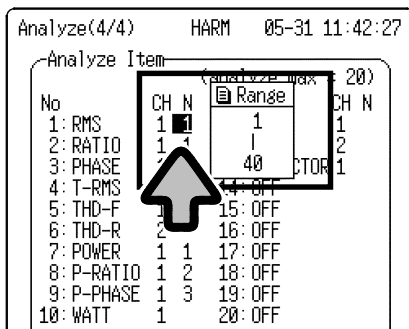 Analyze(4/4) HARM 05-31 11:42:27
Analyze Item
(analyze max = 20)
No CH N CH N
1: RMS 1 1 1
2: RATIO 1 1 2
3: PHASE 1 CTOR 1
4: T-RMS 14: OFF
5: THD-F 15: OFF
6: THD-R 2 16: OFF
7: POWER 1 1 17: OFF
8: P-RATIO 1 2 18: OFF
9: P-PHASE 1 3 19: OFF
10: WATT 1 20: OFF
Range
1
|
40